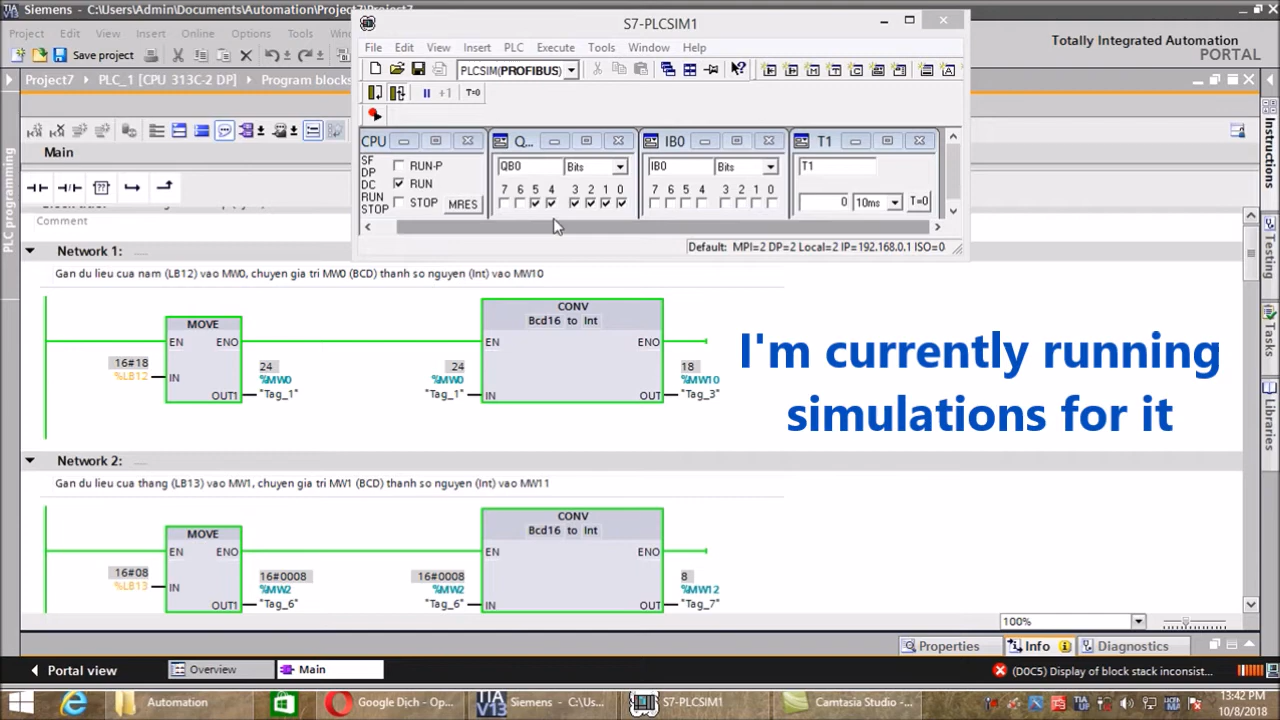 TIA
V13
Siemens - C:\Users\Admin\Documents\Automation\Project7\Project7
Project Edit View Insert Online Options Tools
Save project
Totally Integrated Automation
PORTAL
Project7 PLC_1 [CPU 313C-2 DP] Program blocks
S7-PLCSIM1
File Edit View Insert PLC Execute Tools Window Help
PLCSIM(PROFIBUS)
+1 T=0
CPU
SF
DP
DC
RUN
STOP
RUN-P
RUN
STOP
MRES
Q...
QB0 Bits
7 6 5 4 3 2 1 0
IB0
IB0 Bits
7 6 5 4 3 2 1 0
T1
T1
0 10ms T=0
Default: MPI=2 DP=2 Local=2 IP=192.168.0.1 ISO=0
PLC programming
Main
Comment
Network 1:
Gan du lieu cua nam (LB12) vao MW0, chuyen gia tri MW0 (BCD) thanh so nguyen (Int) vao MW10
MOVE
EN ENO
16#18
%LB12
IN
OUT1
24
%MW0
"Tag_1"
CONV
Bcd16 to Int
EN ENO
24
%MW0
"Tag_1"
IN
OUT
18
%MW10
"Tag_3"
Network 2:
Gan du lieu cua thang (LB13) vao MW1, chuyen gia tri MW1 (BCD) thanh so nguyen (Int) vao MW11
MOVE
EN ENO
16#08
%LB13
IN
OUT1
16#0008
%MW2
"Tag_6"
CONV
Bcd16 to Int
EN ENO
16#0008
%MW2
"Tag_6"
IN
OUT
8
%MW12
"Tag_7"
I'm currently running
simulations for it
Instructions
Testing
Tasks
Libraries
100%
Properties Info Diagnostics
Portal view Overview Main
(D0C5) Display of block stack inconsist...
Automation
Google Dịch - Op...
Siemens - C:\Us...
S7-PLCSIM1
Camtasia Studio -...
13:42 PM
10/8/2018